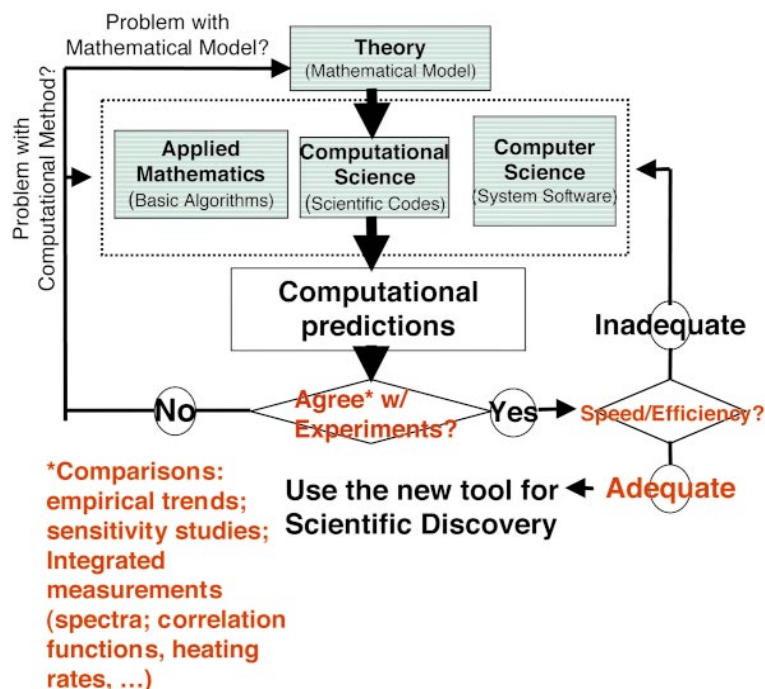 Problem with
Mathematical Model?
Theory
(Mathematical Model)
Problem with
Computational Method?
Applied
Mathematics
(Basic Algorithms)
Computational
Science
(Scientific Codes)
Computer
Science
(System Software)
Computational
predictions
Inadequate
No
Agree* w/
Experiments?
Yes
Speed/Efficiency?
*Comparisons:
empirical trends;
sensitivity studies;
Integrated
measurements
(spectra; correlation
functions, heating
rates, …)
Use the new tool for
Scientific Discovery
Adequate